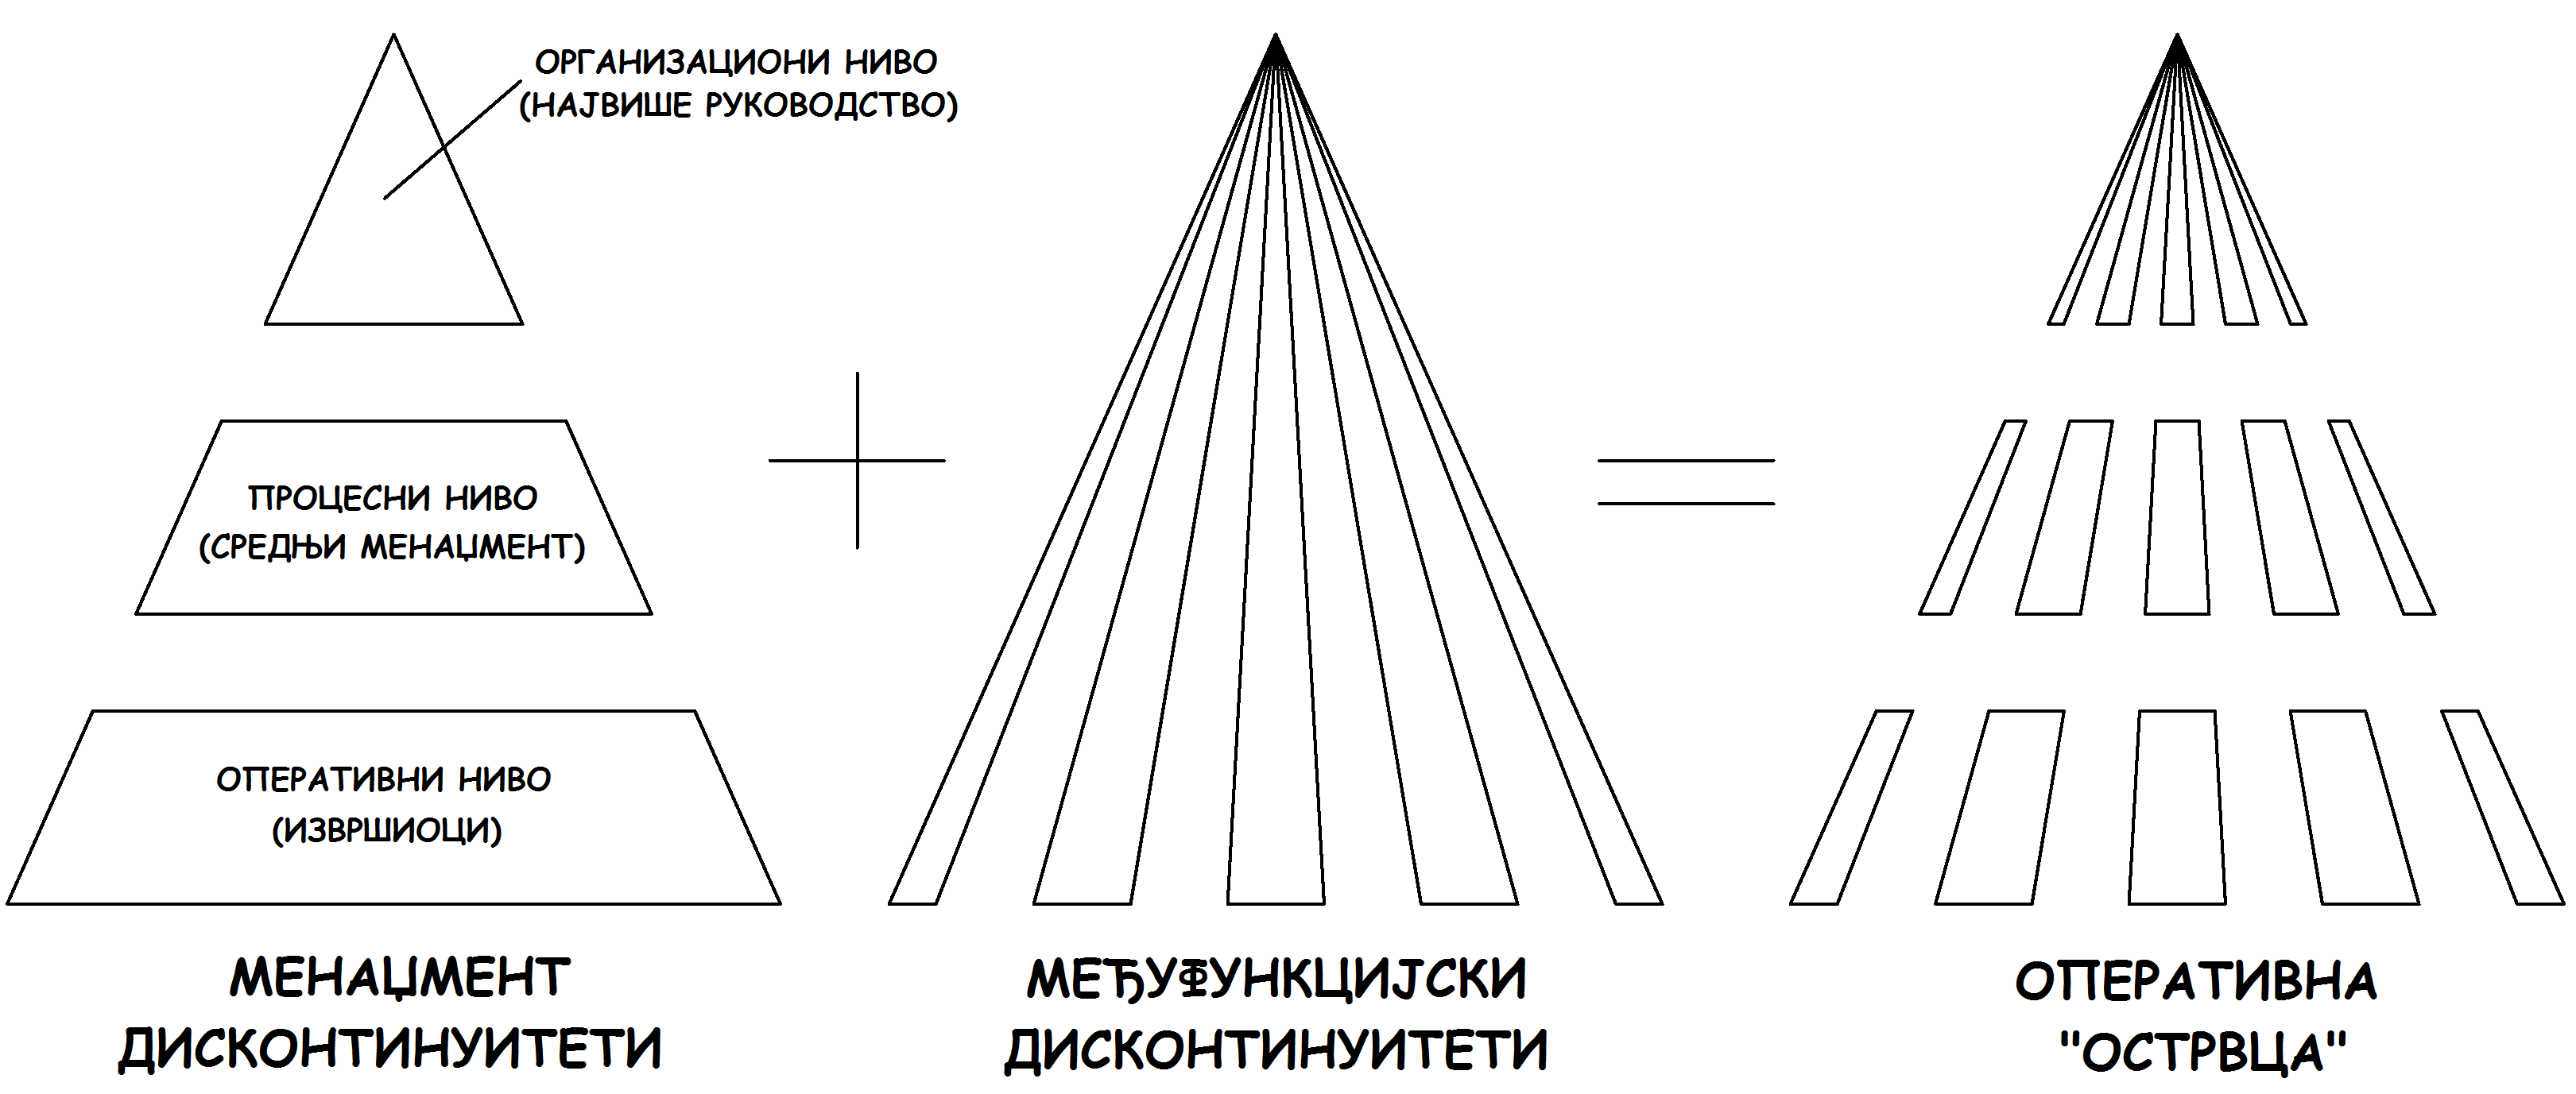 ОРГАНИЗАЦИОНИ НИВО
(НАЈВИШЕ РУКОВОДСТВО)
ПРОЦЕСНИ НИВО
(СРЕДЊИ МЕНАЏМЕНТ)
ОПЕРАТИВНИ НИВО
(ИЗВРШИОЦИ)
МЕНАЏМЕНТ
ДИСКОНТИНУИТЕТИ
МЕЂУФУНКЦИЈСКИ
ДИСКОНТИНУИТЕТИ
ОПЕРАТИВНА
"ОСТРВЦА"